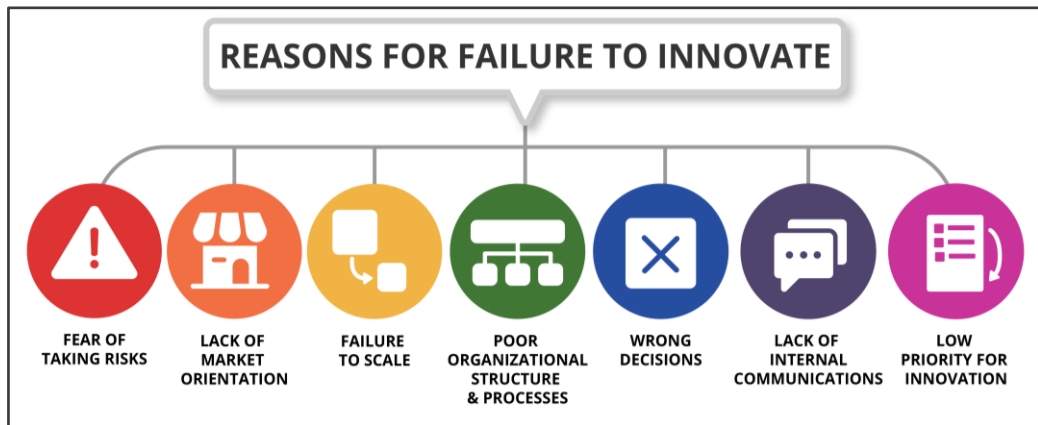 REASONS FOR FAILURE TO INNOVATE
FEAR OF
TAKING RISKS
LACK OF
MARKET
ORIENTATION
FAILURE
TO SCALE
POOR
ORGANIZATIONAL
STRUCTURE
& PROCESSES
WRONG
DECISIONS
LACK OF
INTERNAL
COMMUNICATIONS
LOW
PRIORITY FOR
INNOVATION